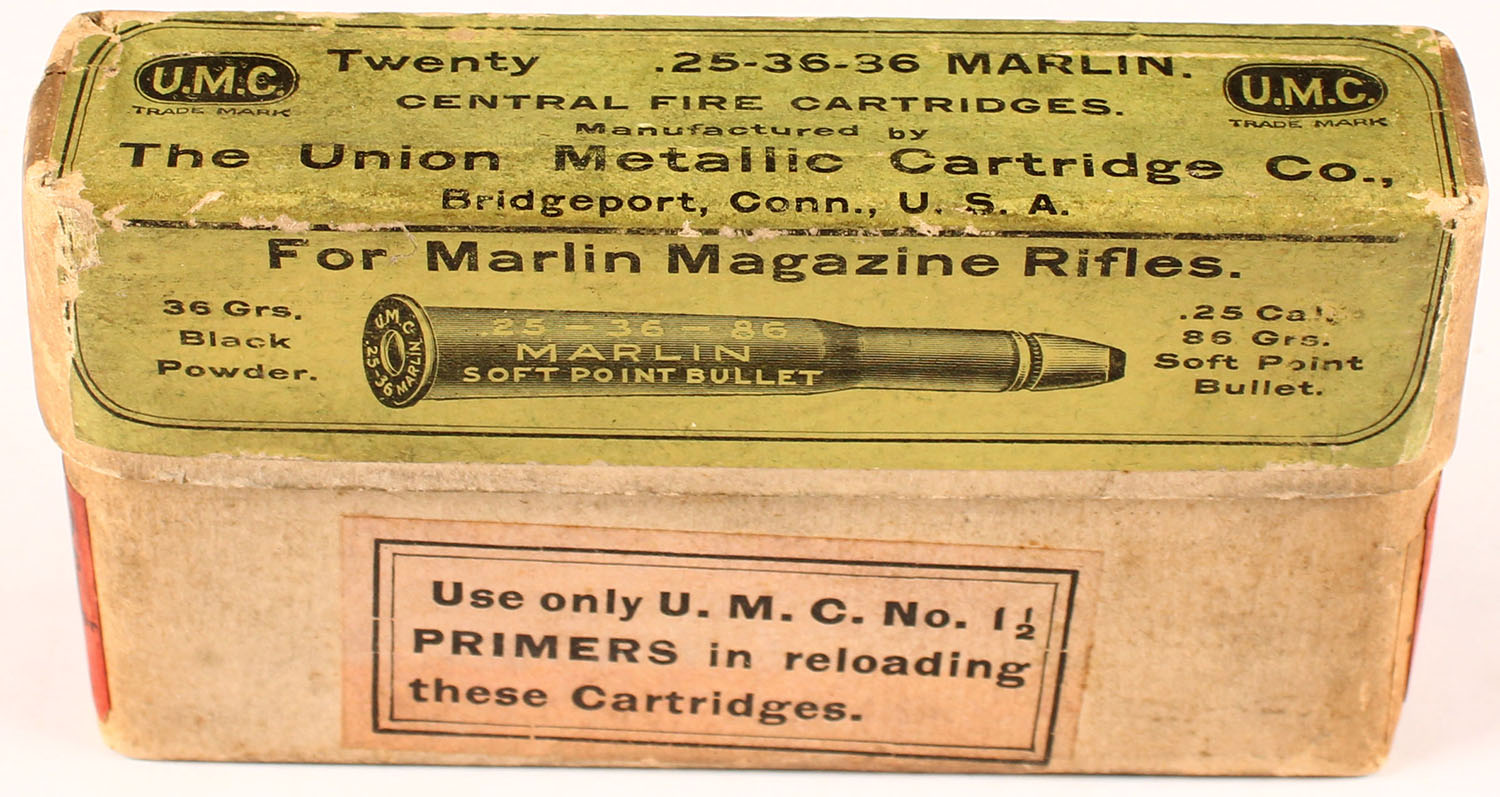 U.M.C. Twenty .25-36-36 MARLIN. U.M.C.
TRADE MARK CENTRAL FIRE CARTRIDGES. TRADE MARK
Manufactured by
The Union Metallic Cartridge Co.,
Bridgeport, Conn., U. S. A.
For Marlin Magazine Rifles.
36 Grs.
Black
Powder.
U.M.C. .25-36 MARLIN
.25-36-86
MARLIN
SOFT POINT BULLET
.25 Cal.
86 Grs.
Soft Point
Bullet.
Use only U. M. C. No. 1½
PRIMERS in reloading
these Cartridges.